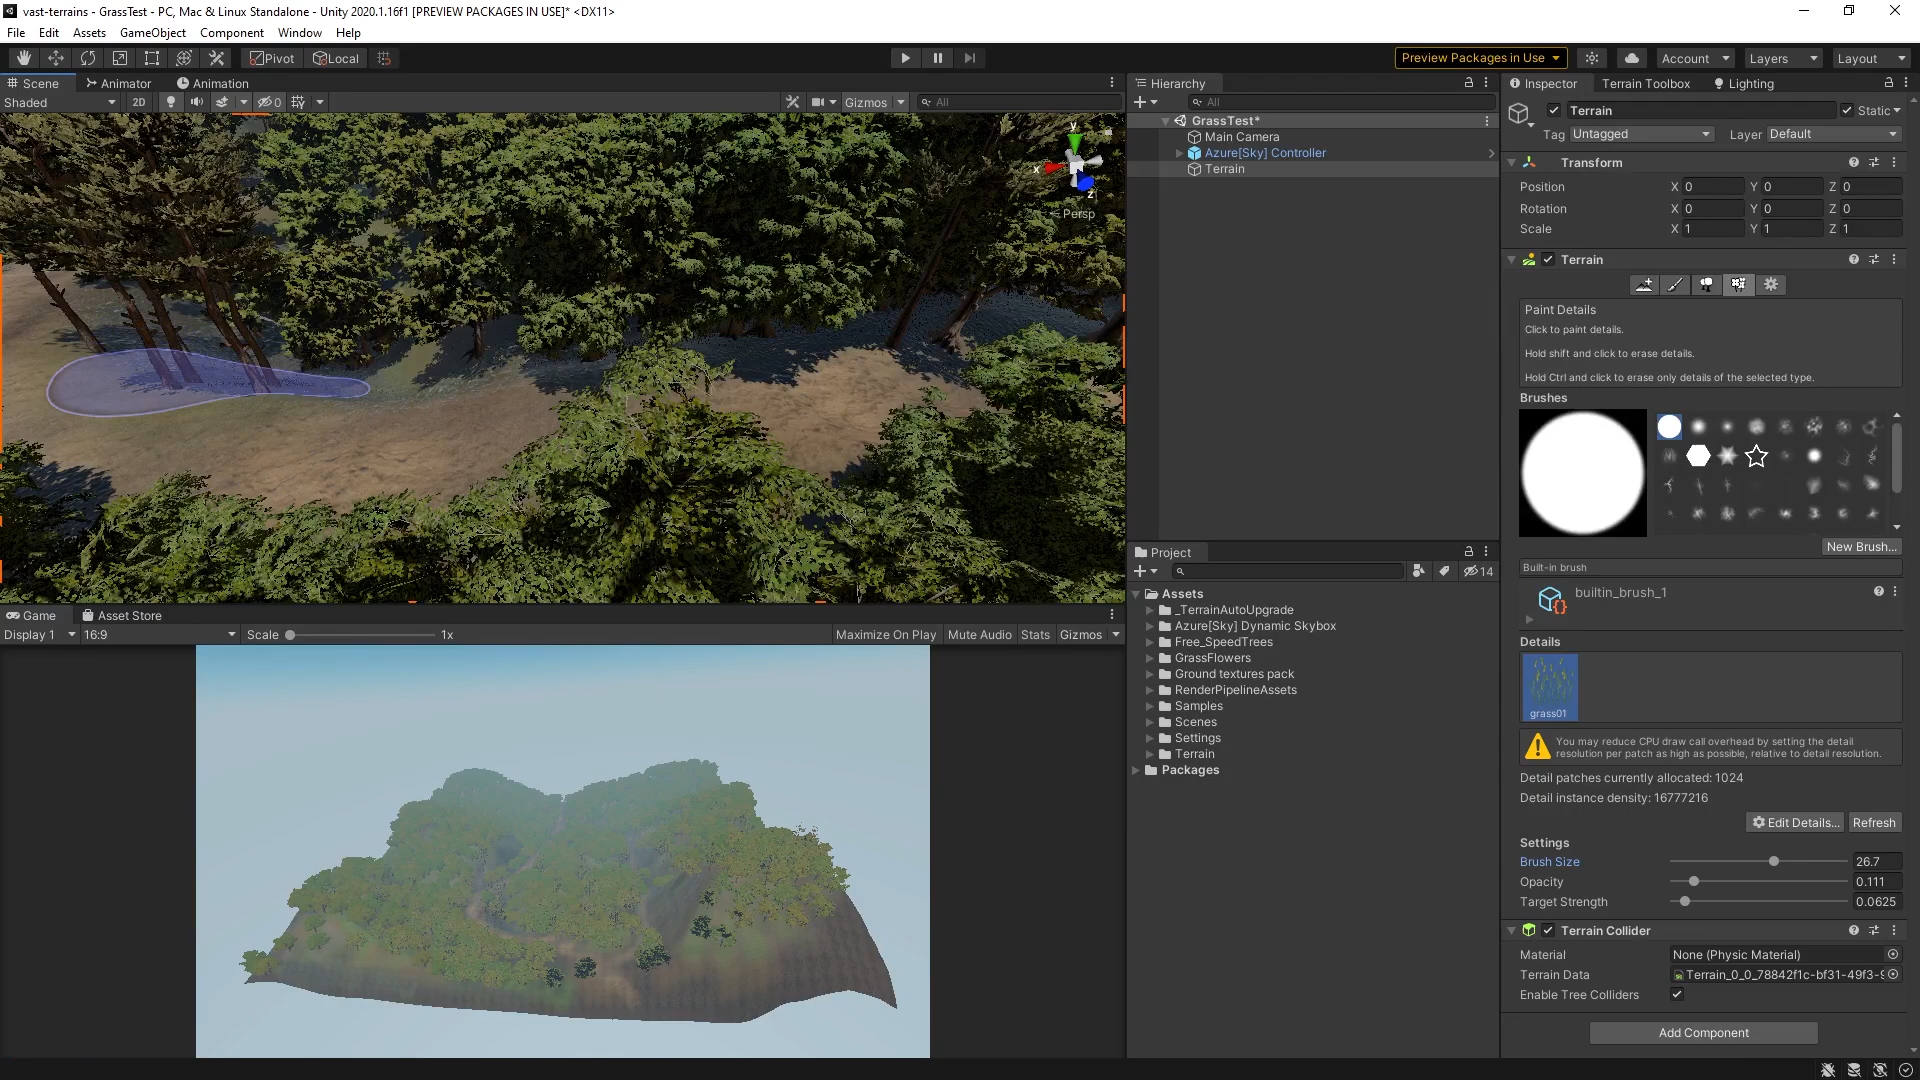 vast-terrains - GrassTest - PC, Mac & Linux Standalone - Unity 2020.1.16f1 [PREVIEW PACKAGES IN USE]* <DX11>
File Edit Assets GameObject Component Window Help
Pivot Local Preview Packages in Use Account Layers Layout
Scene Animator Animation
Shaded 2D 0 Gizmos All
y
x
z
Persp
Hierarchy
All
GrassTest*
Main Camera
Azure[Sky] Controller
Terrain
Project
14
Assets
_TerrainAutoUpgrade
Azure[Sky] Dynamic Skybox
Free_SpeedTrees
GrassFlowers
Ground textures pack
RenderPipelineAssets
Samples
Scenes
Settings
Terrain
Packages
Game Asset Store
Display 1 16:9 Scale 1x Maximize On Play Mute Audio Stats Gizmos
Inspector Terrain Toolbox Lighting
Terrain Static
Tag Untagged Layer Default
Transform
Position X 0 Y 0 Z 0
Rotation X 0 Y 0 Z 0
Scale X 1 Y 1 Z 1
Terrain
Paint Details
Click to paint details.
Hold shift and click to erase details.
Hold Ctrl and click to erase only details of the selected type.
Brushes
New Brush...
Built-in brush
builtin_brush_1
Details
grass01
You may reduce CPU draw call overhead by setting the detail
resolution per patch as high as possible, relative to detail resolution.
Detail patches currently allocated: 1024
Detail instance density: 16777216
Edit Details... Refresh
Settings
Brush Size 26.7
Opacity 0.111
Target Strength 0.0625
Terrain Collider
Material None (Physic Material)
Terrain Data Terrain_0_0_78842f1c-bf31-49f3-9
Enable Tree Colliders
Add Component